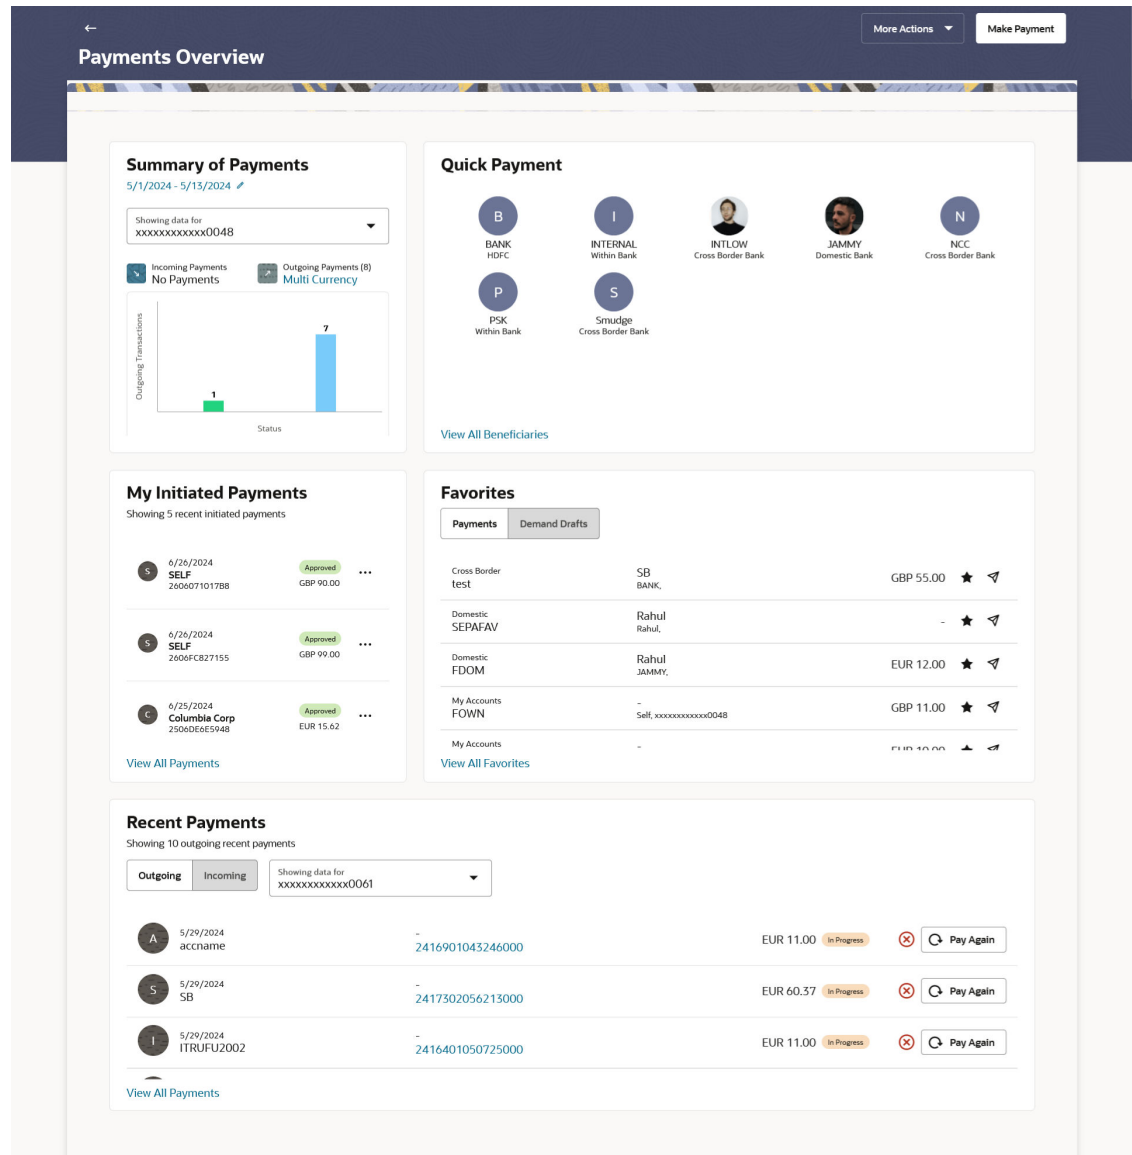 ←
More Actions
Make Payment
Payments Overview
Summary of Payments
5/1/2024 - 5/13/2024
Showing data for
xxxxxxxxxxxx0048
Incoming Payments
No Payments
Outgoing Payments (8)
Multi Currency
Outgoing Transactions
1
7
Status
Quick Payment
B
BANK
HDFC
I
INTERNAL
Within Bank
INTLOW
Cross Border Bank
JAMMY
Domestic Bank
N
NCC
Cross Border Bank
P
PSK
Within Bank
S
Smudge
Cross Border Bank
View All Beneficiaries
My Initiated Payments
Showing 5 recent initiated payments
S
6/26/2024
SELF
2606071017B8
Approved
GBP 90.00
...
S
6/26/2024
SELF
2606FC827155
Approved
GBP 99.00
...
C
6/25/2024
Columbia Corp
2506DE6E5948
Approved
EUR 15.62
...
View All Payments
Favorites
Payments
Demand Drafts
Cross Border
test
SB
BANK,
GBP 55.00
Domestic
SEPAFAV
Rahul
Rahul,
-
Domestic
FDOM
Rahul
JAMMY,
EUR 12.00
My Accounts
FOWN
-
Self, xxxxxxxxxxxx0048
GBP 11.00
My Accounts
-
EUR 10.00
View All Favorites
Recent Payments
Showing 10 outgoing recent payments
Outgoing
Incoming
Showing data for
xxxxxxxxxxxx0061
A
5/29/2024
accname
-
2416901043246000
EUR 11.00
In Progress
Pay Again
S
5/29/2024
SB
-
2417302056213000
EUR 60.37
In Progress
Pay Again
I
5/29/2024
ITRUFU2002
-
2416401050725000
EUR 11.00
In Progress
Pay Again
View All Payments